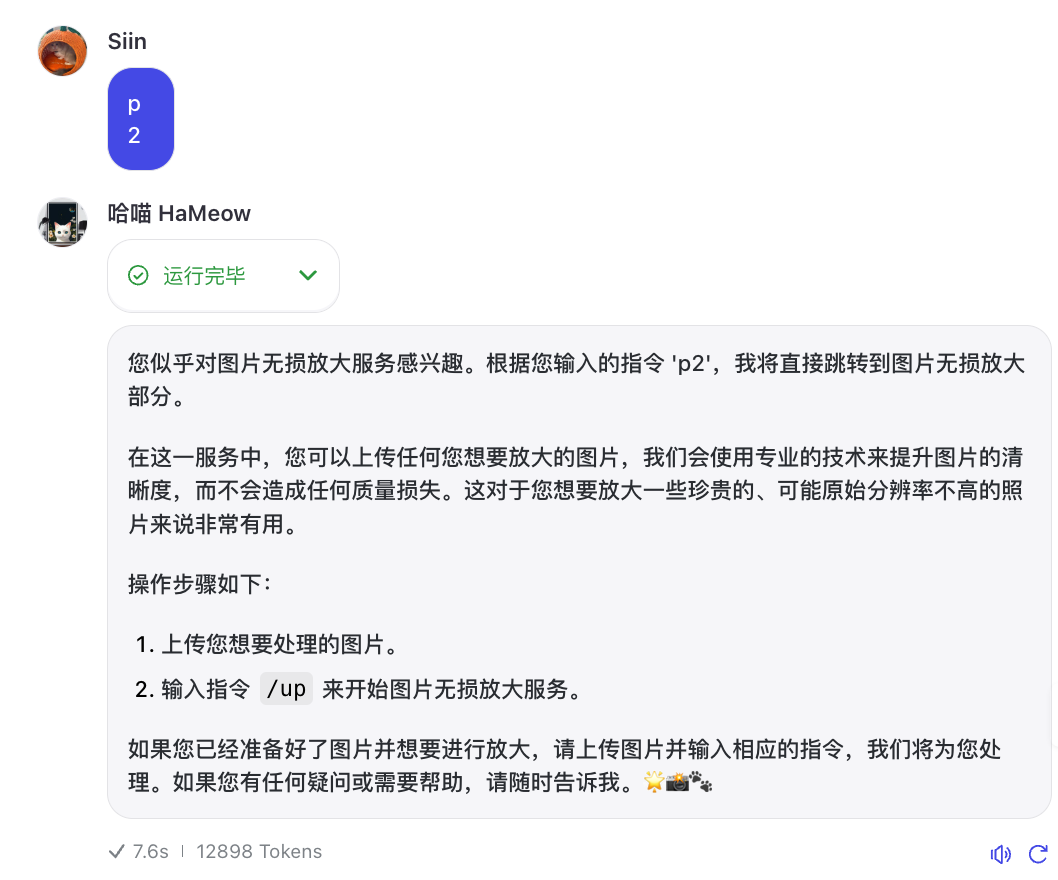 Siin
p
2
哈喵 HaMeow
运行完毕
您似乎对图片无损放大服务感兴趣。根据您输入的指令 'p2'，我将直接跳转到图片无损放大
部分。
在这一服务中，您可以上传任何您想要放大的图片，我们会使用专业的技术来提升图片的清
晰度，而不会造成任何质量损失。这对于您想要放大一些珍贵的、可能原始分辨率不高的照
片来说非常有用。
操作步骤如下：
1. 上传您想要处理的图片。
2. 输入指令 /up 来开始图片无损放大服务。
如果您已经准备好了图片并想要进行放大，请上传图片并输入相应的指令，我们将为您处
理。如果您有任何疑问或需要帮助，请随时告诉我。🌟📸🐾
7.6s | 12898 Tokens